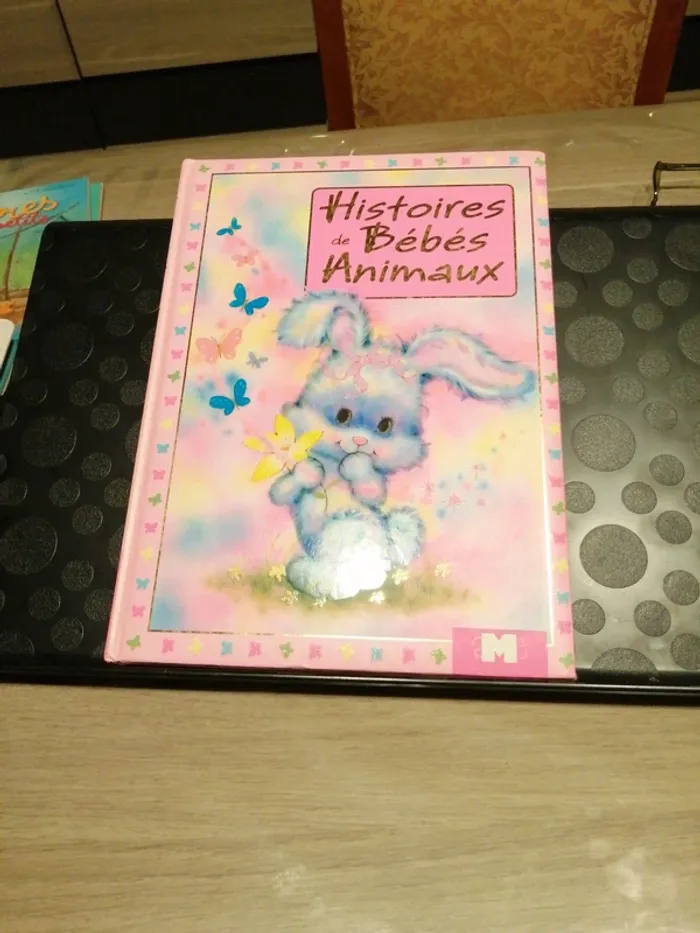 Histoires
de Bébés
Animaux
M